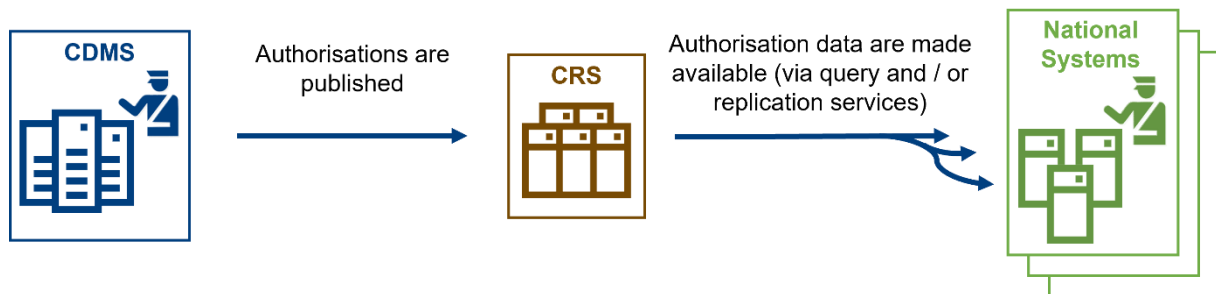 CDMS
Authorisations are
published
CRS
Authorisation data are made
available (via query and / or
replication services)
National
Systems